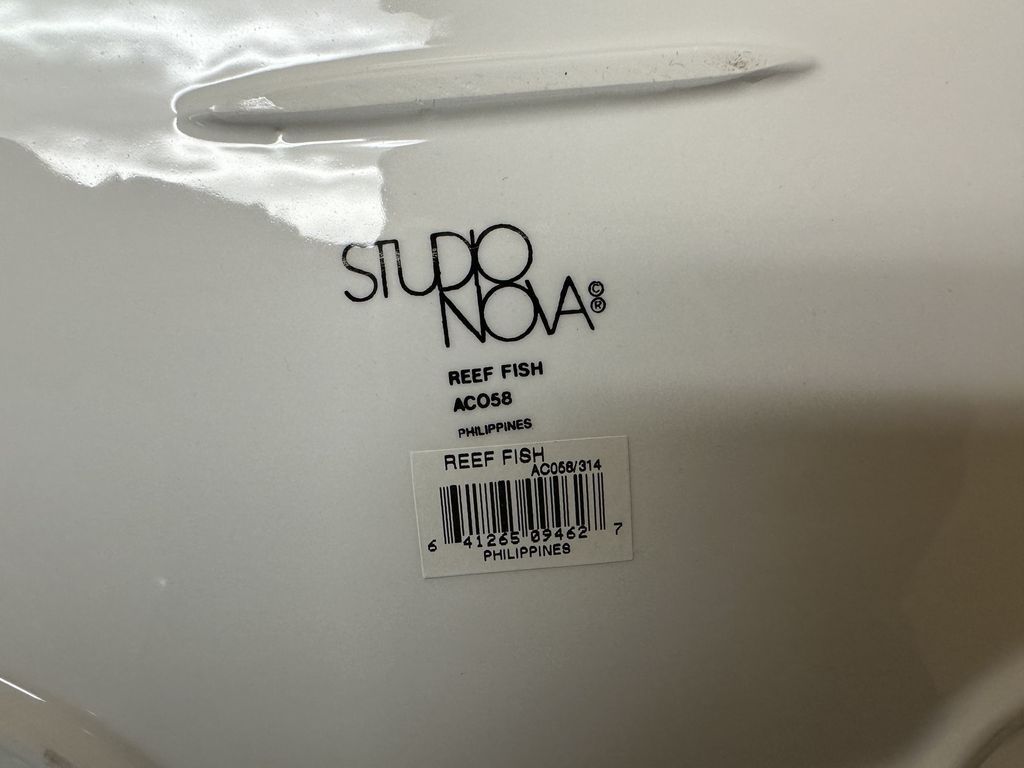 STUDIO
NOVA©®
REEF FISH
AC058
PHILIPPINES
REEF FISH
AC058/314
6 41265 09462 7
PHILIPPINES